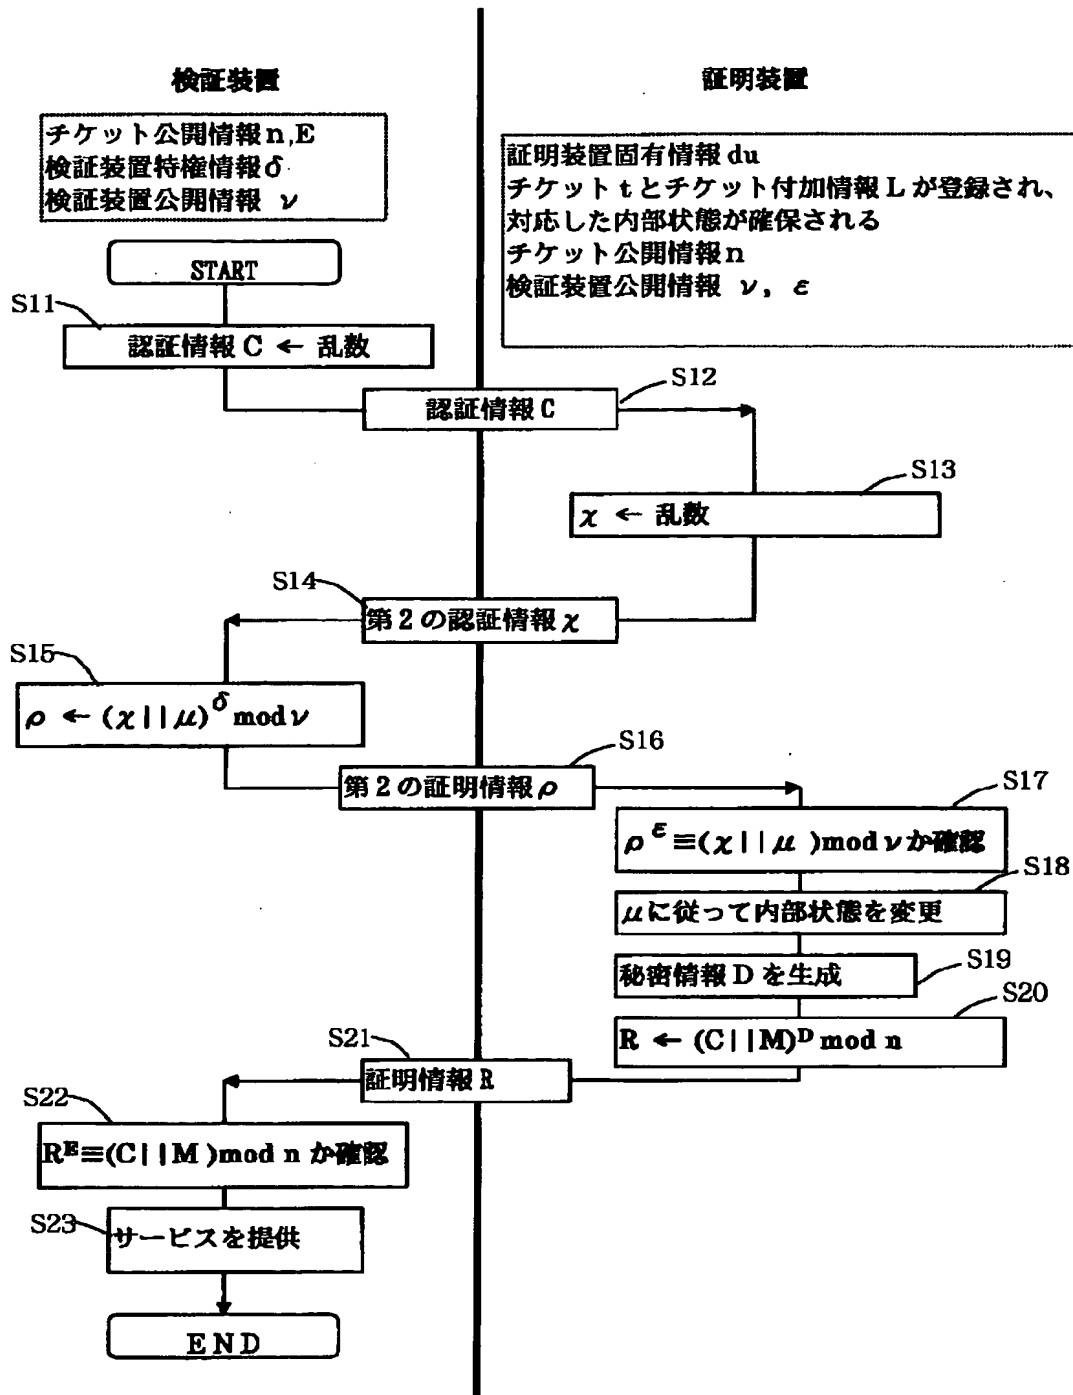 検証装置
証明装置
チケット公開情報n,E
検証装置特権情報δ
検証装置公開情報 ν
証明装置固有情報du
チケットtとチケット付加情報Lが登録され、
対応した内部状態が確保される
チケット公開情報n
検証装置公開情報 ν, ε
START
S11
認証情報C ← 乱数
S12
認証情報C
S13
χ ← 乱数
S14
第2の認証情報χ
S15
ρ ← (χ||μ)^δ mod ν
S16
第2の証明情報ρ
S17
ρ^ε≡(χ||μ )mod νか確認
S18
μに従って内部状態を変更
S19
秘密情報Dを生成
S20
R ← (C||M)^D mod n
S21
証明情報R
S22
R^E≡(C||M )mod n か確認
S23
サービスを提供
END